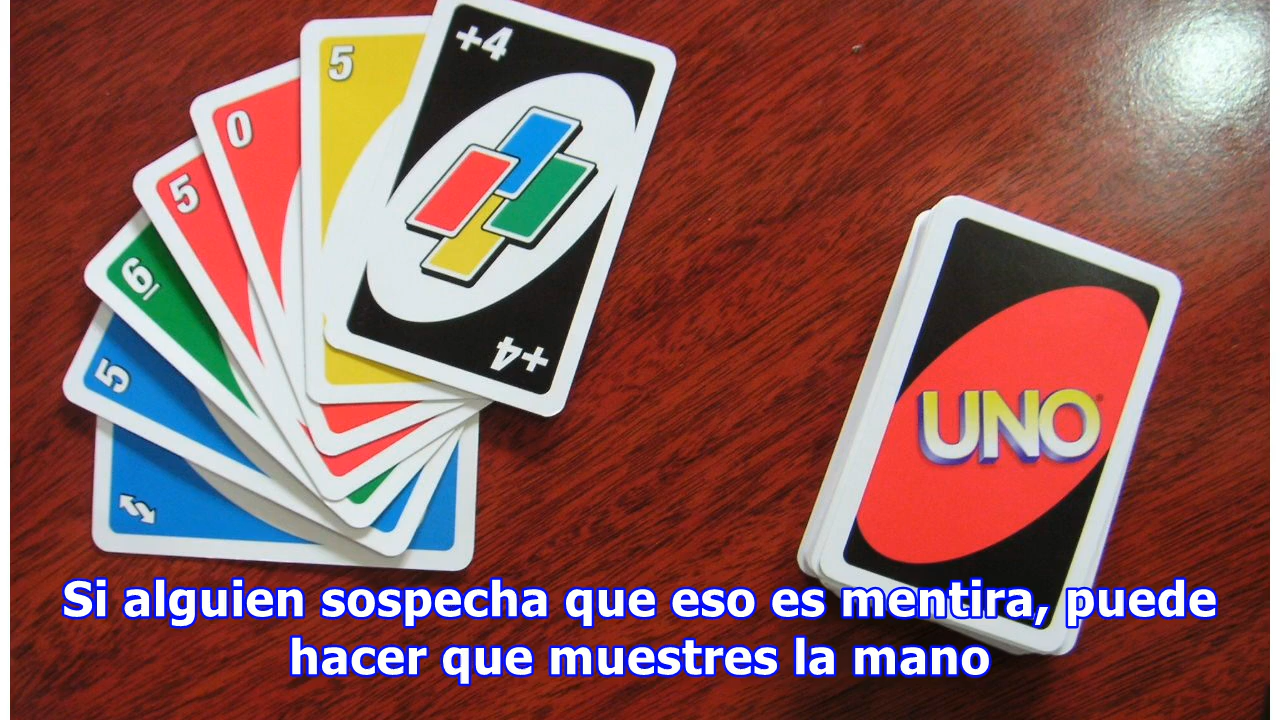 +4
5
0
5
6
5
+4
UNO
Si alguien sospecha que eso es mentira, puede
hacer que muestres la mano